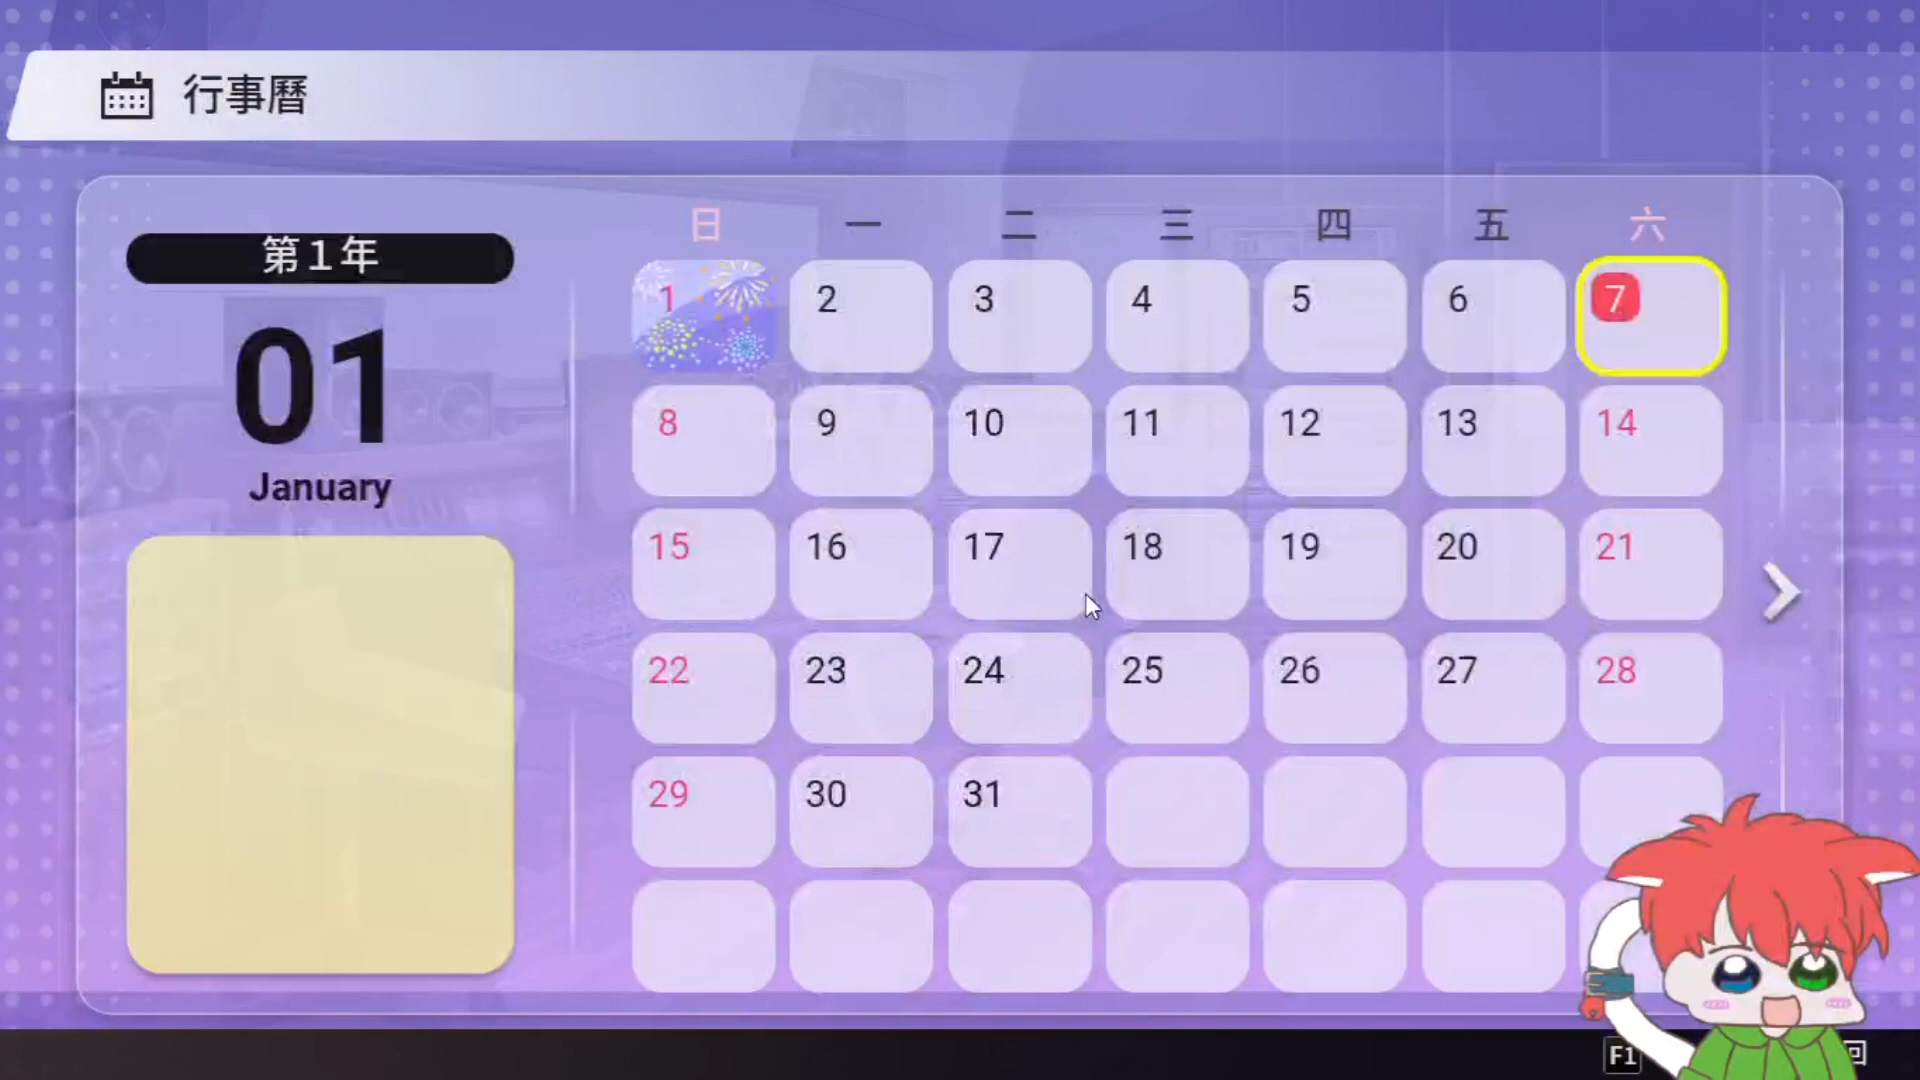 行事曆
第1年
01
January
日 一 二 三 四 五 六
1 2 3 4 5 6 7
8 9 10 11 12 13 14
15 16 17 18 19 20 21
22 23 24 25 26 27 28
29 30 31
F1 回